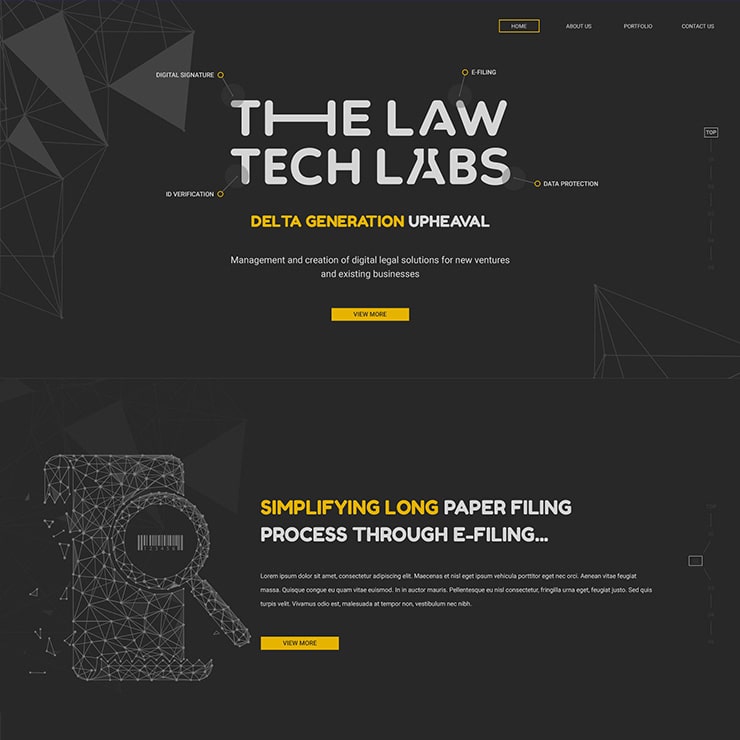 HOME ABOUT US PORTFOLIO CONTACT US
DIGITAL SIGNATURE
E-FILING
THE LAW
TECH LABS
ID VERIFICATION
DATA PROTECTION
DELTA GENERATION UPHEAVAL
Management and creation of digital legal solutions for new ventures
and existing businesses
VIEW MORE
TOP
SIMPLIFYING LONG PAPER FILING
PROCESS THROUGH E-FILING...
Lorem ipsum dolor sit amet, consectetur adipiscing elit. Maecenas et nisl eget ipsum vehicula porttitor eget nec orci. Aenean vitae feugiat
massa. Quisque congue eu quam vitae euismod. In in auctor mauris. Pellentesque eu nisl consectetur, fringilla urna eget, feugiat justo. Sed quis
turpis velit. Vivamus odio est, malesuada at tempor non, vestibulum nec nibh.
VIEW MORE
TOP